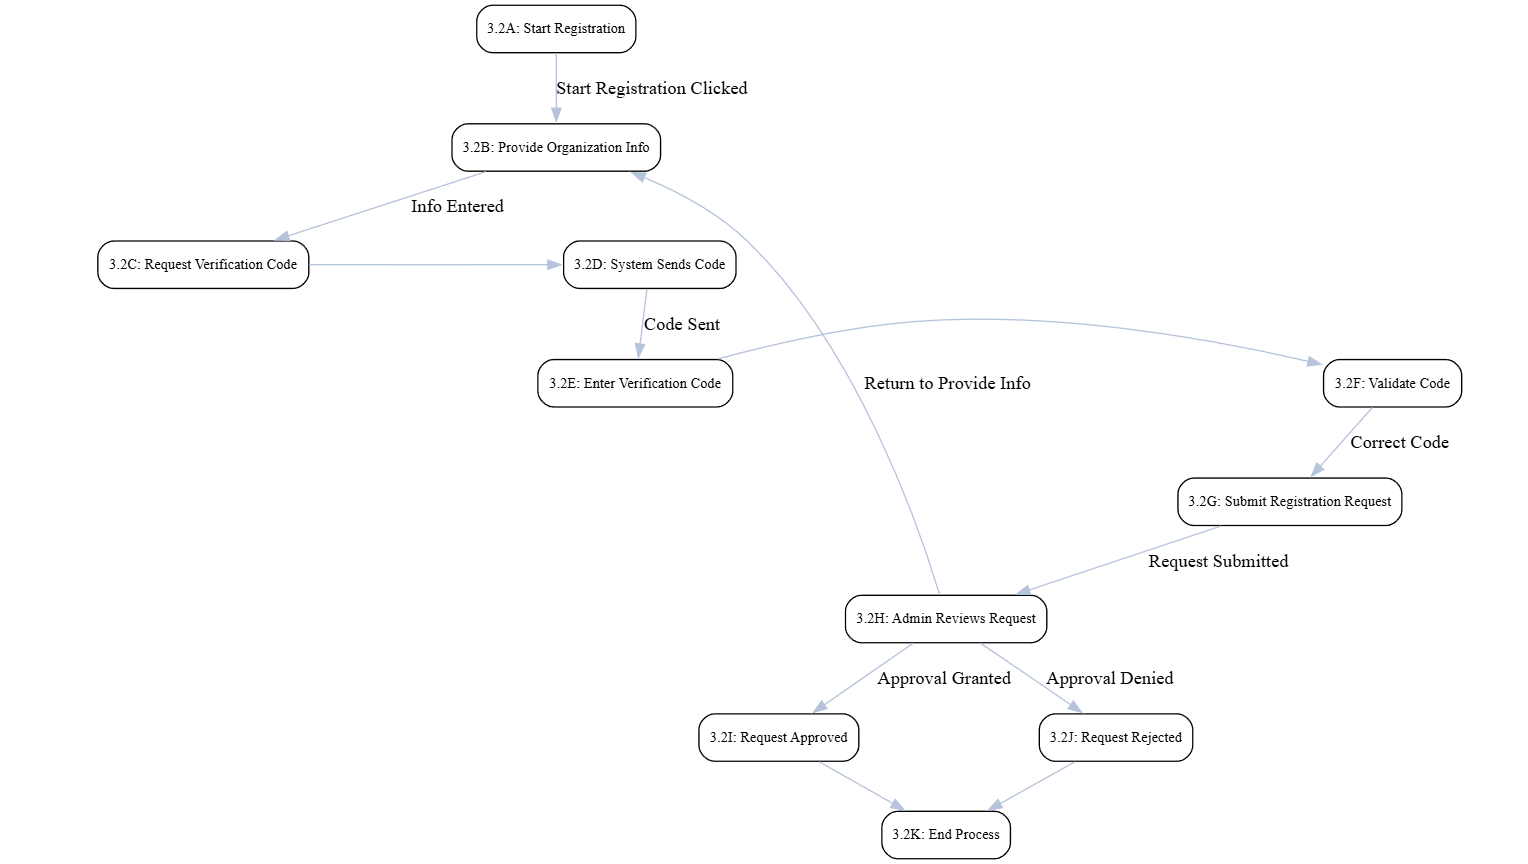 3.2A: Start Registration
Start Registration Clicked
3.2B: Provide Organization Info
Info Entered
3.2C: Request Verification Code
3.2D: System Sends Code
Code Sent
3.2E: Enter Verification Code
Return to Provide Info
3.2F: Validate Code
Correct Code
3.2G: Submit Registration Request
Request Submitted
3.2H: Admin Reviews Request
Approval Granted
Approval Denied
3.2I: Request Approved
3.2J: Request Rejected
3.2K: End Process